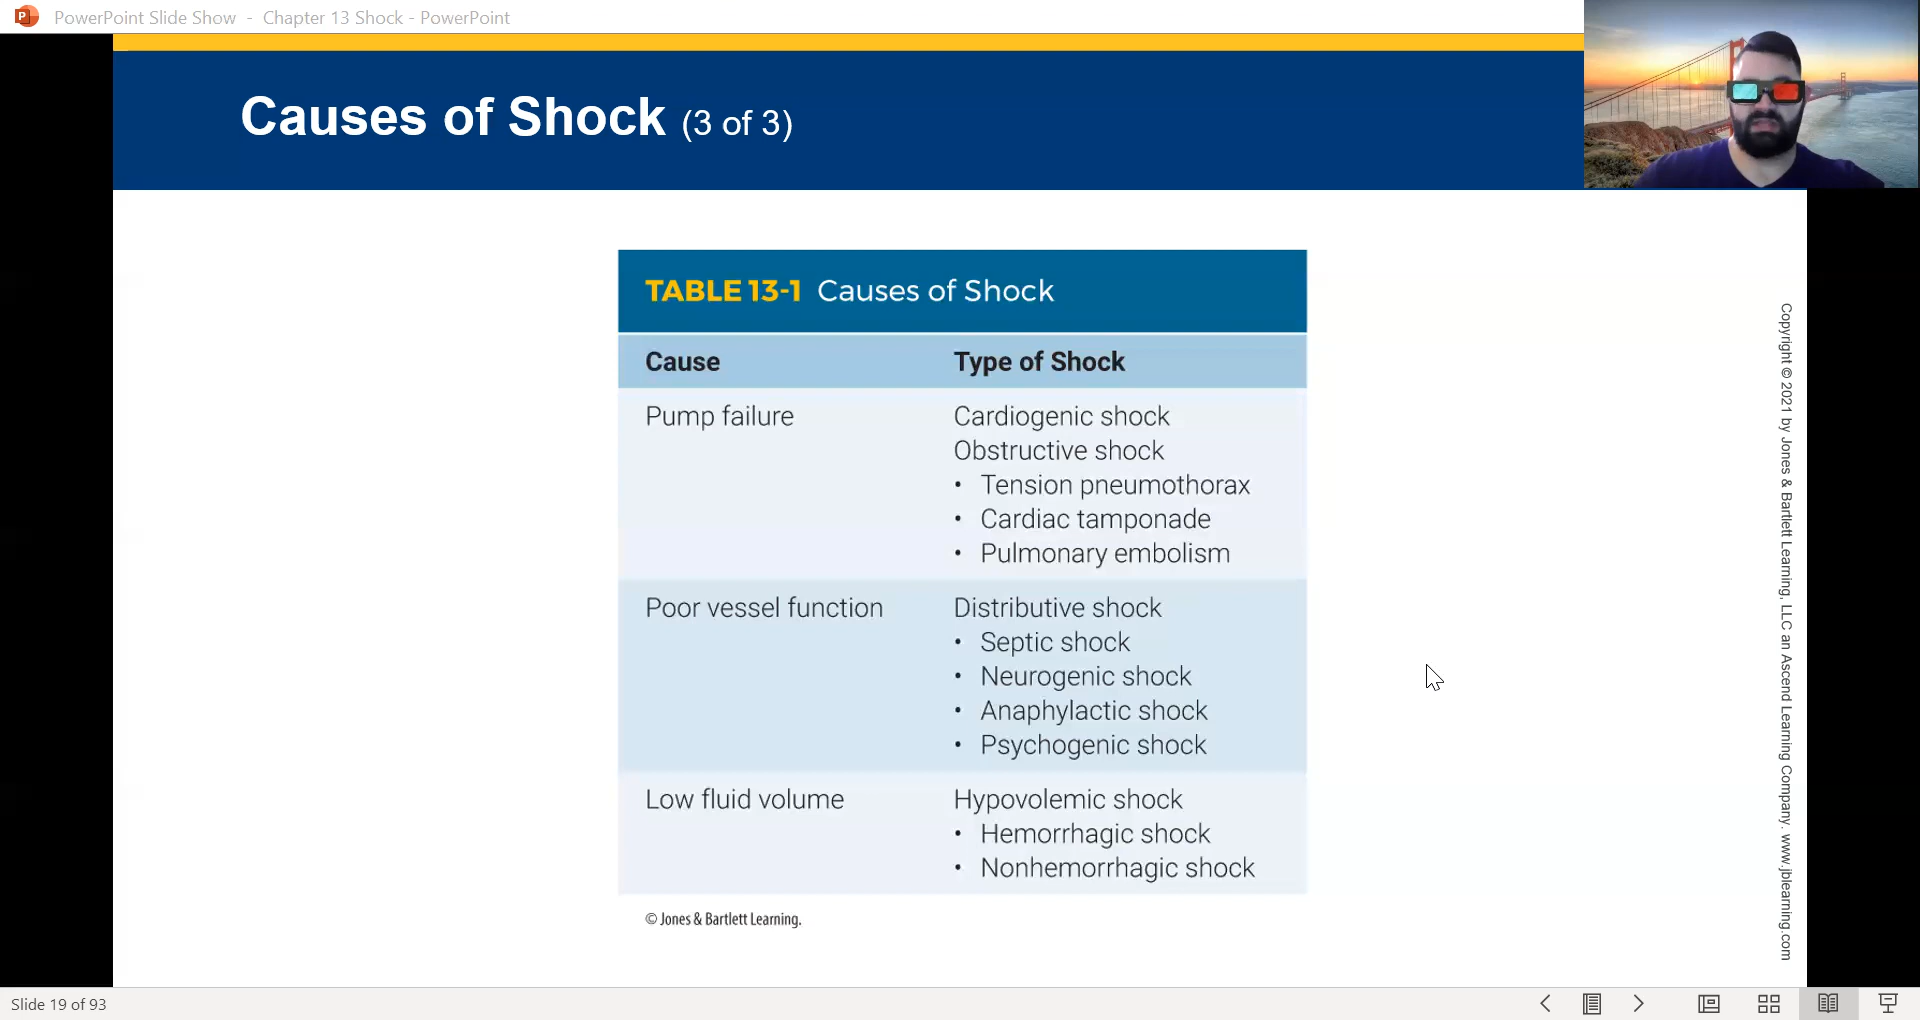 PowerPoint Slide Show - Chapter 13 Shock - PowerPoint
Causes of Shock (3 of 3)
TABLE 13-1 Causes of Shock
Cause Type of Shock
Pump failure Cardiogenic shock
Obstructive shock
• Tension pneumothorax
• Cardiac tamponade
• Pulmonary embolism
Poor vessel function Distributive shock
• Septic shock
• Neurogenic shock
• Anaphylactic shock
• Psychogenic shock
Low fluid volume Hypovolemic shock
• Hemorrhagic shock
• Nonhemorrhagic shock
© Jones & Bartlett Learning.
Copyright © 2021 by Jones & Bartlett Learning, LLC an Ascend Learning Company. www.jblearning.com
Slide 19 of 93